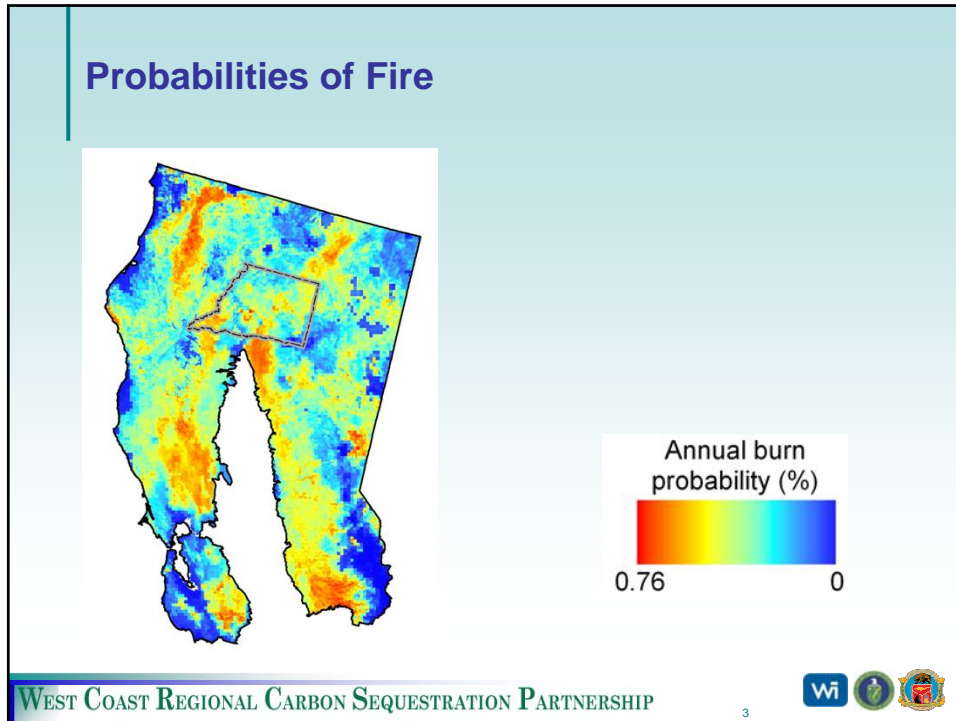 Probabilities of Fire
Annual burn
probability (%)
0.76 0
WEST COAST REGIONAL CARBON SEQUESTRATION PARTNERSHIP
3
Wi